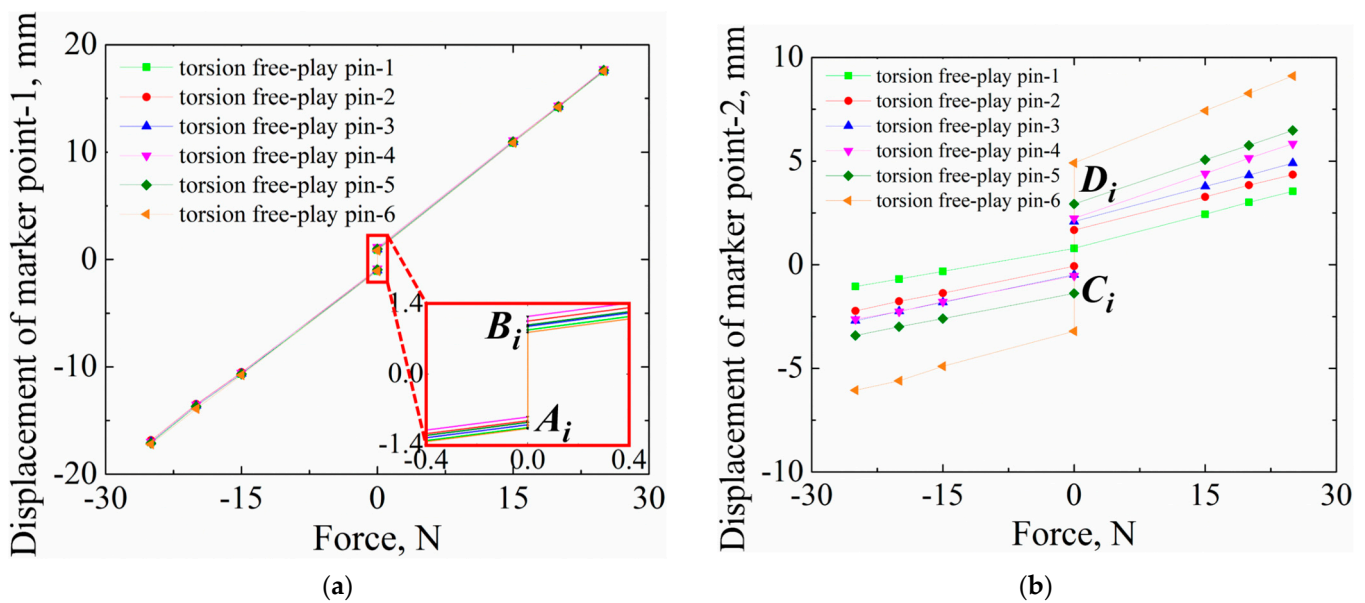 Displacement of marker point-1, mm
20
10
0
-10
-20
torsion free-play pin-1
torsion free-play pin-2
torsion free-play pin-3
torsion free-play pin-4
torsion free-play pin-5
torsion free-play pin-6
1.4
0.0
-1.4
Bi
Ai
-0.4
0.0
0.4
-30
-15
0
15
30
Force, N
(a)
Displacement of marker point-2, mm
10
5
0
-5
-10
torsion free-play pin-1
torsion free-play pin-2
torsion free-play pin-3
torsion free-play pin-4
torsion free-play pin-5
torsion free-play pin-6
Di
Ci
-30
-15
0
15
30
Force, N
(b)